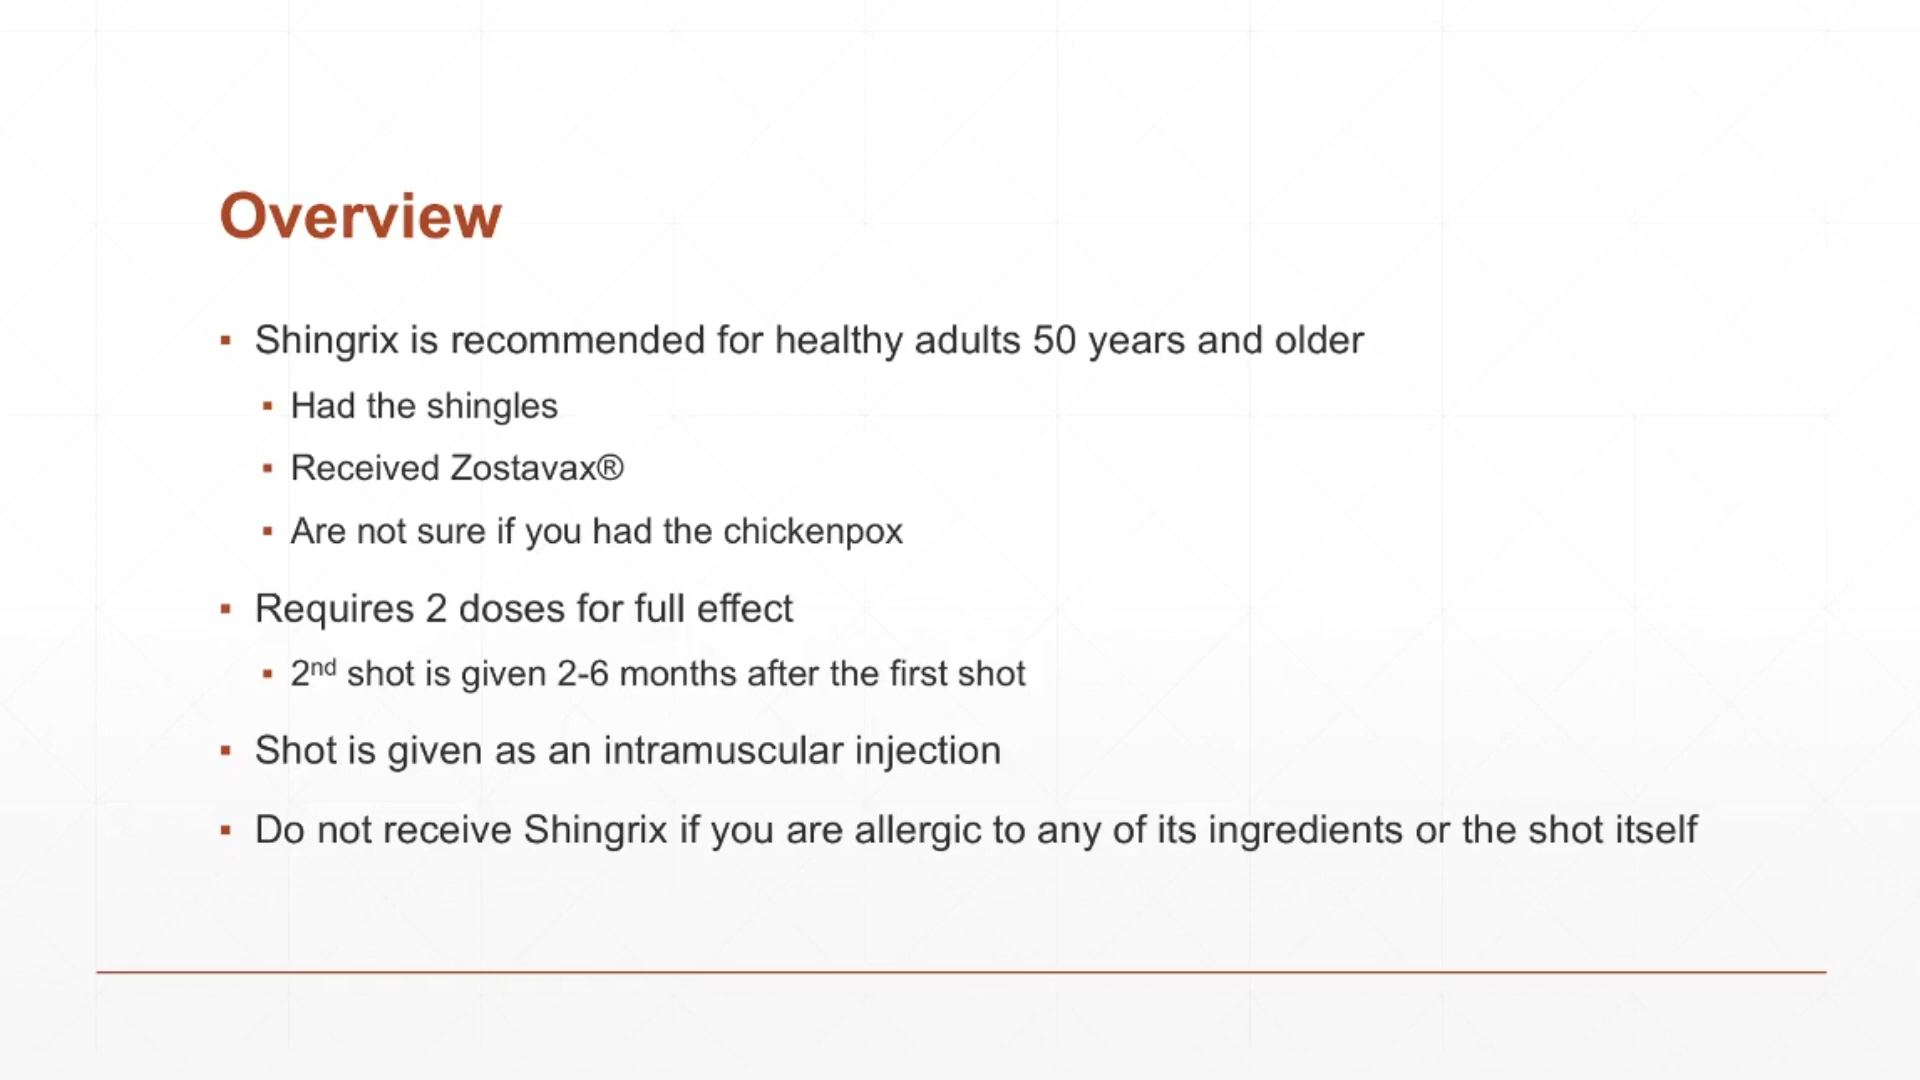 Overview
▪ Shingrix is recommended for healthy adults 50 years and older
▪ Had the shingles
▪ Received Zostavax®
▪ Are not sure if you had the chickenpox
▪ Requires 2 doses for full effect
▪ 2nd shot is given 2-6 months after the first shot
▪ Shot is given as an intramuscular injection
▪ Do not receive Shingrix if you are allergic to any of its ingredients or the shot itself